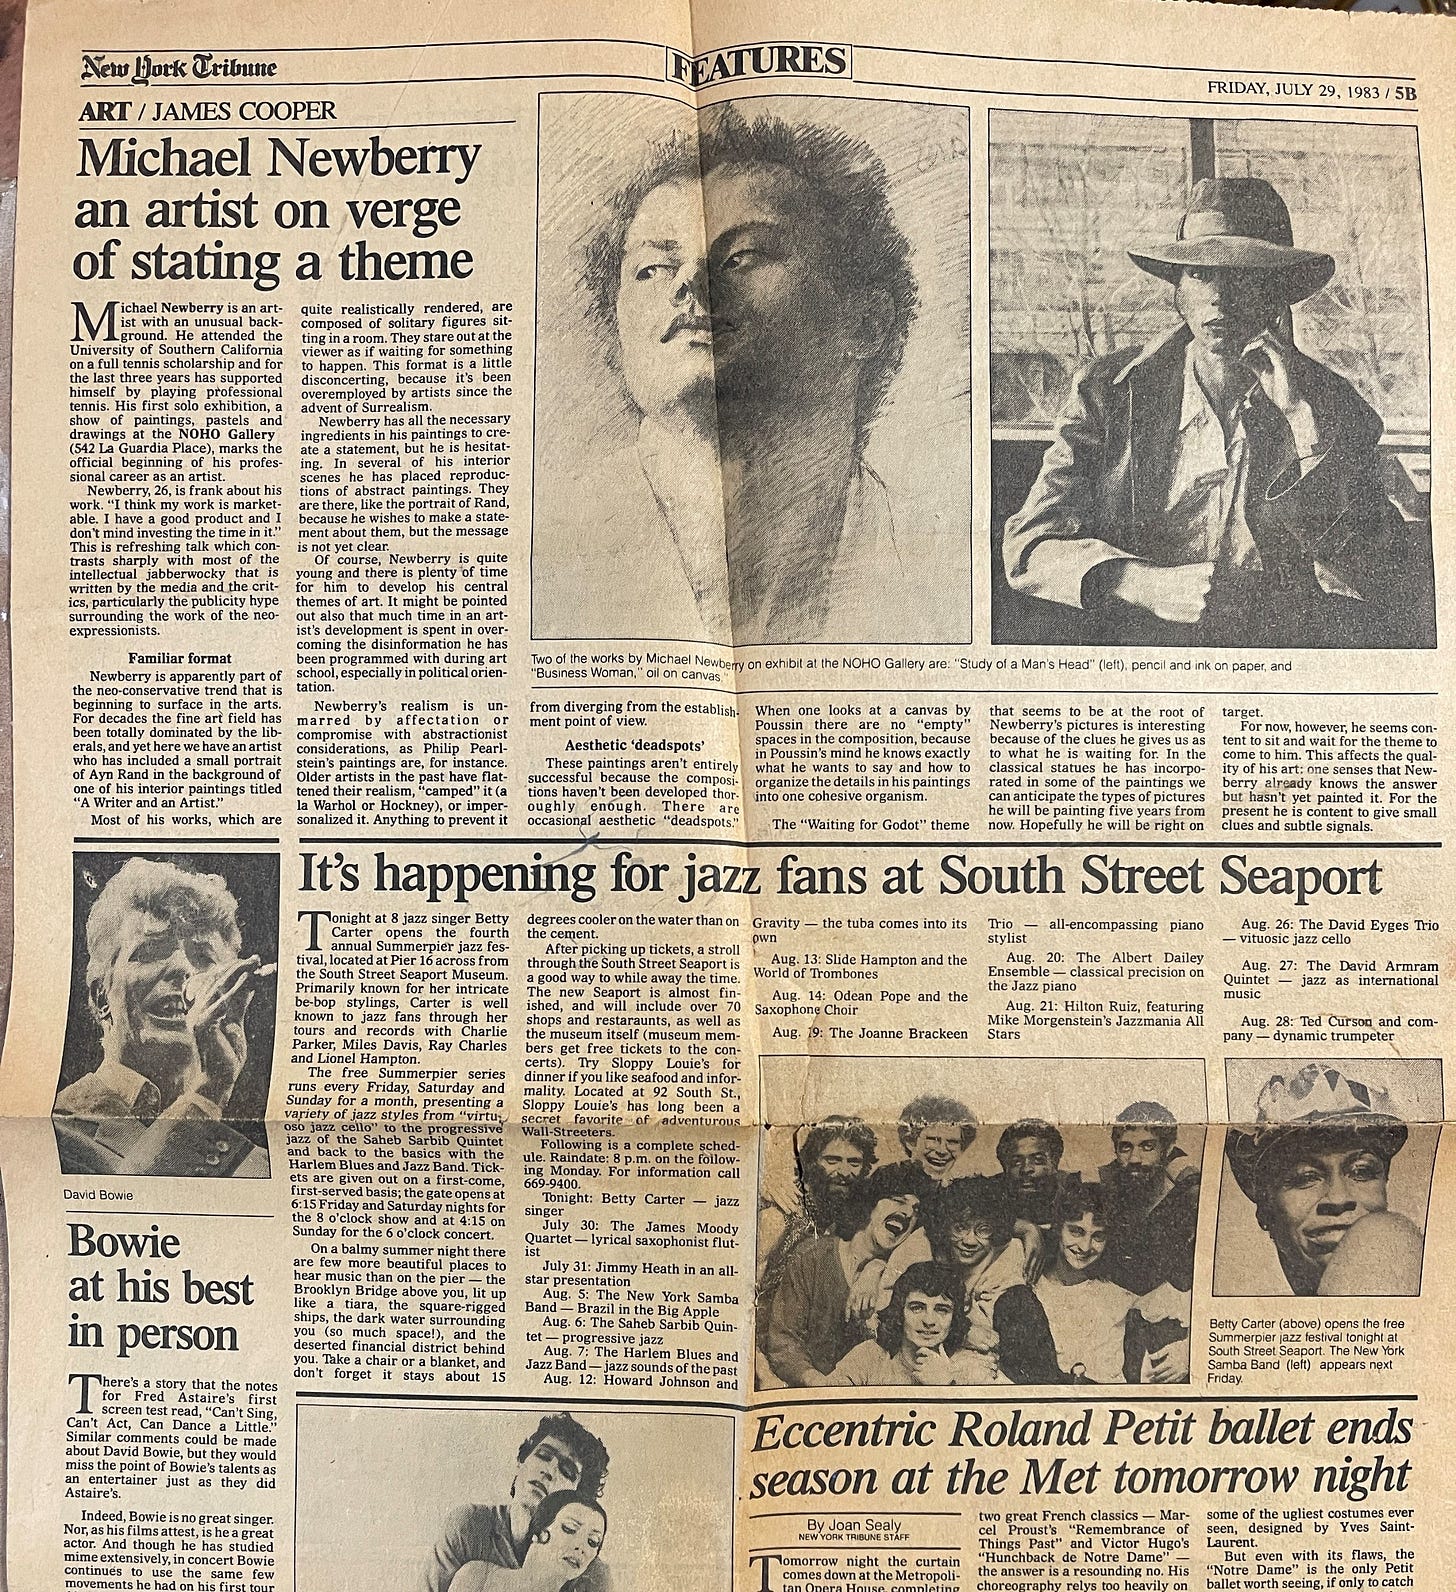 New York Tribune
FEATURES
FRIDAY, JULY 29, 1983 / 5B
ART / JAMES COOPER
Michael Newberry
an artist on verge
of stating a theme
Michael Newberry is an art-
ist with an unusual back-
ground. He attended the
University of Southern California
on a full tennis scholarship and for
the last three years has supported
himself by playing professional
tennis. His first solo exhibition, a
show of paintings, pastels and
drawings at the NOHO Gallery
(542 La Guardia Place), marks the
official beginning of his profes-
sional career as an artist.
Newberry, 26, is frank about his
work. “I think my work is market-
able. I have a good product and I
don't mind investing the time in it.”
This is refreshing talk which con-
trasts sharply with most of the
intellectual jabberwocky that is
written by the media and the crit-
ics, particularly the publicity hype
surrounding the work of the neo-
expressionists.
Familiar format
Newberry is apparently part of
the neo-conservative trend that is
beginning to surface in the arts.
For decades the fine art field has
been totally dominated by the lib-
erals, and yet here we have an artist
who has included a small portrait
of Ayn Rand in the background of
one of his interior paintings titled
“A Writer and an Artist.”
Most of his works, which are
quite realistically rendered, are
composed of solitary figures sit-
ting in a room. They stare out at the
viewer as if waiting for something
to happen. This format is a little
disconcerting, because it's been
overemployed by artists since the
advent of Surrealism.
Newberry has all the necessary
ingredients in his paintings to cre-
ate a statement, but he is hesitat-
ing. In several of his interior
scenes he has placed reproduc-
tions of abstract paintings. They
are there, like the portrait of Rand,
because he wishes to make a state-
ment about them, but the message
is not yet clear.
Of course, Newberry is quite
young and there is plenty of time
for him to develop his central
themes of art. It might be pointed
out also that much time in an art-
ist's development is spent in over-
coming the disinformation he has
been programmed with during art
school, especially in political orien-
tation.
Newberry's realism is un-
marred by affectation or
compromise with abstractionist
considerations, as Philip Pearl-
stein's paintings are, for instance.
Older artists in the past have flat-
tened their realism, “camped” it (a
la Warhol or Hockney), or imper-
sonalized it. Anything to prevent it
Two of the works by Michael Newberry on exhibit at the NOHO Gallery are: “Study of a Man's Head” (left), pencil and ink on paper, and
“Business Woman,” oil on canvas.
from diverging from the establish-
ment point of view.
Aesthetic ‘deadspots’
These paintings aren't entirely
successful because the composi-
tions haven't been developed thor-
oughly enough. There are
occasional aesthetic “deadspots.”
When one looks at a canvas by
Poussin there are no “empty”
spaces in the composition, because
in Poussin's mind he knows exactly
what he wants to say and how to
organize the details in his paintings
into one cohesive organism.
The “Waiting for Godot” theme
that seems to be at the root of
Newberry's pictures is interesting
because of the clues he gives us as
to what he is waiting for. In the
classical statues he has incorpo-
rated in some of the paintings we
can anticipate the types of pictures
he will be painting five years from
now. Hopefully he will be right on
target.
For now, however, he seems con-
tent to sit and wait for the theme to
come to him. This affects the qual-
ity of his art: one senses that New-
berry already knows the answer
but hasn't yet painted it. For the
present he is content to give small
clues and subtle signals.
David Bowie
Bowie
at his best
in person
There's a story that the notes
for Fred Astaire's first
screen test read, “Can't Sing,
Can't Act, Can Dance a Little.”
Similar comments could be made
about David Bowie, but they would
miss the point of Bowie's talents as
an entertainer just as they did
Astaire's.
Indeed, Bowie is no great singer.
Nor, as his films attest, is he a great
actor. And though he has studied
mime extensively, in concert Bowie
continues to use the same few
movements he had on his first tour
It's happening for jazz fans at South Street Seaport
Tonight at 8 jazz singer Betty
Carter opens the fourth
annual Summerpier jazz fes-
tival, located at Pier 16 across from
the South Street Seaport Museum.
Primarily known for her intricate
be-bop stylings, Carter is well
known to jazz fans through her
tours and records with Charlie
Parker, Miles Davis, Ray Charles
and Lionel Hampton.
The free Summerpier series
runs every Friday, Saturday and
Sunday for a month, presenting a
variety of jazz styles from “virtu-
oso jazz cello” to the progressive
jazz of the Saheb Sarbib Quintet
and back to the basics with the
Harlem Blues and Jazz Band. Tick-
ets are given out on a first-come,
first-served basis; the gate opens at
6:15 Friday and Saturday nights for
the 8 o'clock show and at 4:15 on
Sunday for the 6 o'clock concert.
On a balmy summer night there
are few more beautiful places to
hear music than on the pier — the
Brooklyn Bridge above you, lit up
like a tiara, the square-rigged
ships, the dark water surrounding
you (so much space!), and the
deserted financial district behind
you. Take a chair or a blanket, and
don't forget it stays about 15
degrees cooler on the water than on
the cement.
After picking up tickets, a stroll
through the South Street Seaport is
a good way to while away the time.
The new Seaport is almost fin-
ished, and will include over 70
shops and restaraunts, as well as
the museum itself (museum mem-
bers get free tickets to the con-
certs). Try Sloppy Louie's for
dinner if you like seafood and infor-
mality. Located at 92 South St.,
Sloppy Louie's has long been a
secret favorite of adventurous
Wall-Streeters.
Following is a complete sched-
ule. Raindate: 8 p.m. on the follow-
ing Monday. For information call
669-9400.
Tonight: Betty Carter — jazz
singer
July 30: The James Moody
Quartet — lyrical saxophonist flut-
ist
July 31: Jimmy Heath in an all-
star presentation
Aug. 5: The New York Samba
Band — Brazil in the Big Apple
Aug. 6: The Saheb Sarbib Quin-
tet — progressive jazz
Aug. 7: The Harlem Blues and
Jazz Band — jazz sounds of the past
Aug. 12: Howard Johnson and
Gravity — the tuba comes into its
own
Aug. 13: Slide Hampton and the
World of Trombones
Aug. 14: Odean Pope and the
Saxophone Choir
Aug. 19: The Joanne Brackeen
Trio — all-encompassing piano
stylist
Aug. 20: The Albert Dailey
Ensemble — classical precision on
the Jazz piano
Aug. 21: Hilton Ruiz, featuring
Mike Morgenstein's Jazzmania All
Stars
Aug. 26: The David Eyges Trio
— vituosic jazz cello
Aug. 27: The David Armram
Quintet — jazz as international
music
Aug. 28: Ted Curson and com-
pany — dynamic trumpeter
Betty Carter (above) opens the free
Summerpier jazz festival tonight at
South Street Seaport. The New York
Samba Band (left) appears next
Friday.
Eccentric Roland Petit ballet ends
season at the Met tomorrow night
By Joan Sealy
NEW YORK TRIBUNE STAFF
Tomorrow night the curtain
comes down at the Metropoli-
tan Opera House, completing
two great French classics — Mar-
cel Proust's “Remembrance of
Things Past” and Victor Hugo's
“Hunchback de Notre Dame” —
the answer is a resounding no. His
choreography relys too heavily on
some of the ugliest costumes ever
seen, designed by Yves Saint-
Laurent.
But even with its flaws, the
“Notre Dame” is the only Petit
ballet worth seeing, if only to catch